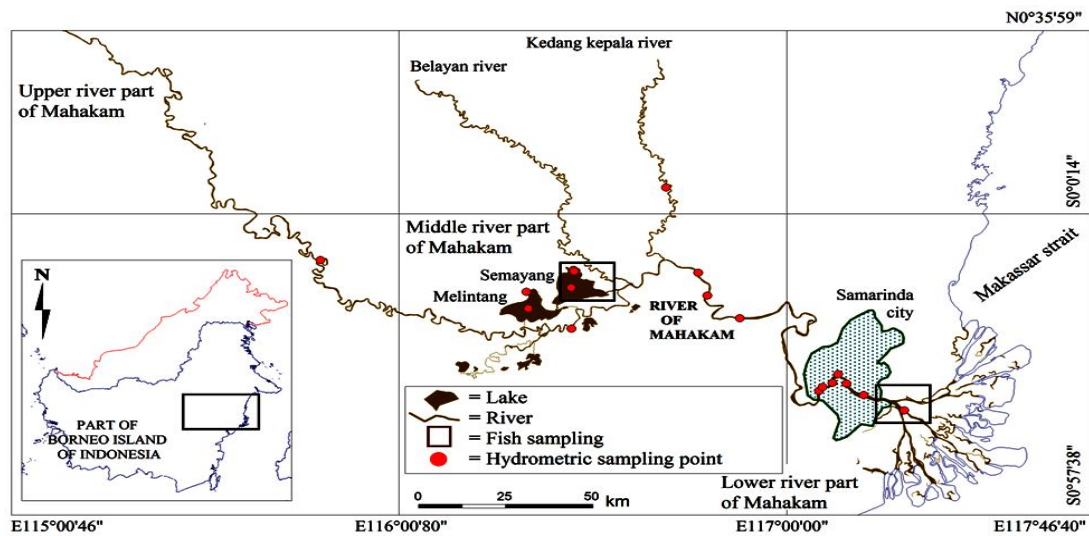 N0°35'59"
Kedang kepala river
Belayan river
Upper river part
of Mahakam
S0°0'14"
Middle river part
of Mahakam
Makassar strait
Semayang
Melintang
RIVER
OF
MAHAKAM
Samarinda
city
N
PART OF
BORNEO ISLAND
OF INDONESIA
= Lake
= River
= Fish sampling
= Hydrometric sampling point
0 25 50 km
Lower river part
of Mahakam
S0°57'38"
E115°00'46" E116°00'80" E117°00'00" E117°46'40"